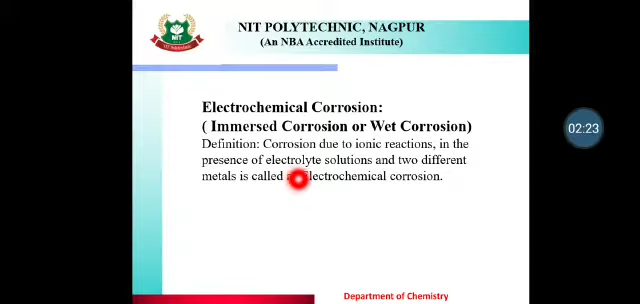 NIT POLYTECHNIC, NAGPUR
(An NBA Accredited Institute)
NIT
Electrochemical Corrosion:
( Immersed Corrosion or Wet Corrosion)
Definition: Corrosion due to ionic reactions, in the
presence of electrolyte solutions and two different
metals is called Electrochemical corrosion.
02:23
Department of Chemistry